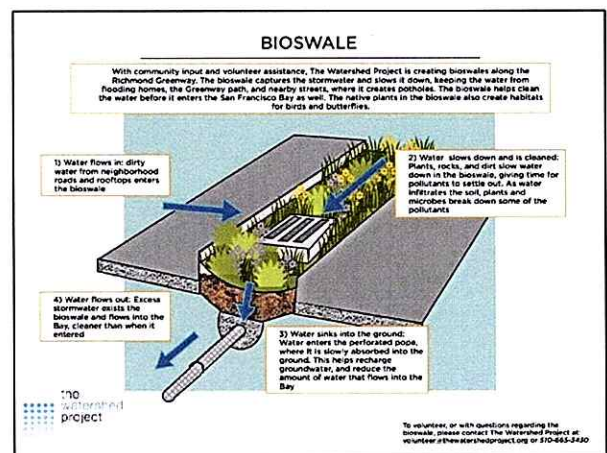 BIOSWALE
With community input and volunteer assistance, The Watershed Project is creating bioswales along the
Richmond Greenway. The bioswale captures the stormwater and slows it down, keeping the water from
flooding homes, the Greenway path, and nearby streets, where it creates potholes. The bioswale helps clean
the water before it enters the San Francisco Bay as well. The native plants in the bioswale also create habitats
for birds and butterflies.
1) Water flows in: dirty
water from neighborhood
roads and rooftops enters
the bioswale
2) Water slows down and is cleaned:
Plants, rocks, and dirt slow water
down in the bioswale, giving time for
pollutants to settle out. As water
infiltrates the soil, plants and
microbes break down some of the
pollutants
4) Water flows out: Excess
stormwater exists the
bioswale and flows into the
Bay, cleaner than when it
entered
3) Water sinks into the ground:
Water enters the perforated pope,
where it is slowly absorbed into the
ground. This helps recharge
groundwater, and reduce the
amount of water that flows into the
Bay
the
watershed
project
To volunteer, or with questions regarding the
bioswale, please contact The Watershed Project at
volunteer@thewatershedproject.org or 510-665-3430